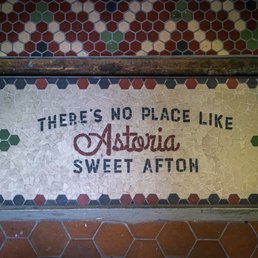 THERE'S NO PLACE LIKE
Astoria
SWEET AFTON